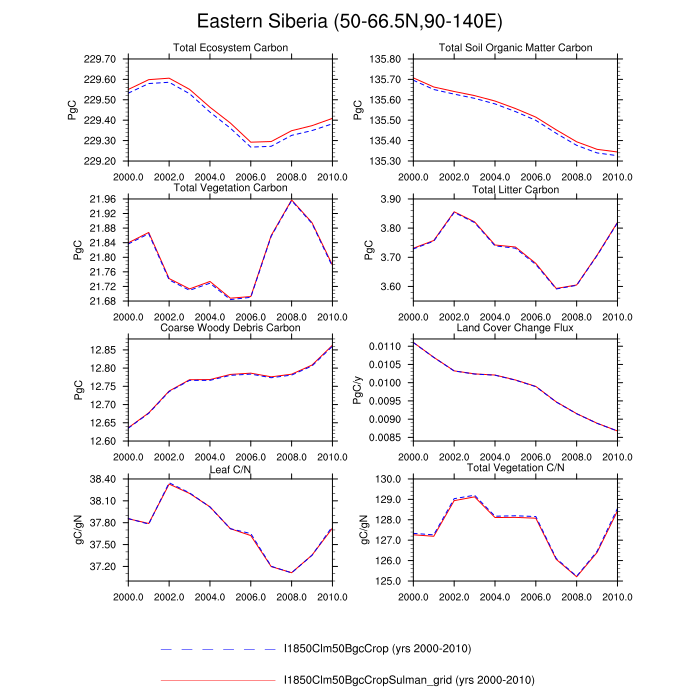 Eastern Siberia (50-66.5N,90-140E)
Total Ecosystem Carbon
PgC
229.70
229.60
229.50
229.40
229.30
229.20
2000.0 2002.0 2004.0 2006.0 2008.0 2010.0
Total Soil Organic Matter Carbon
PgC
135.80
135.70
135.60
135.50
135.40
135.30
2000.0 2002.0 2004.0 2006.0 2008.0 2010.0
Total Vegetation Carbon
PgC
21.96
21.92
21.88
21.84
21.80
21.76
21.72
21.68
2000.0 2002.0 2004.0 2006.0 2008.0 2010.0
Total Litter Carbon
PgC
3.90
3.80
3.70
3.60
2000.0 2002.0 2004.0 2006.0 2008.0 2010.0
Coarse Woody Debris Carbon
PgC
12.85
12.80
12.75
12.70
12.65
12.60
2000.0 2002.0 2004.0 2006.0 2008.0 2010.0
Land Cover Change Flux
PgC/y
0.0110
0.0105
0.0100
0.0095
0.0090
0.0085
2000.0 2002.0 2004.0 2006.0 2008.0 2010.0
Leaf C/N
gC/gN
38.40
38.10
37.80
37.50
37.20
2000.0 2002.0 2004.0 2006.0 2008.0 2010.0
Total Vegetation C/N
gC/gN
130.0
129.0
128.0
127.0
126.0
125.0
2000.0 2002.0 2004.0 2006.0 2008.0 2010.0
I1850Clm50BgcCrop (yrs 2000-2010)
I1850Clm50BgcCropSulman_grid (yrs 2000-2010)